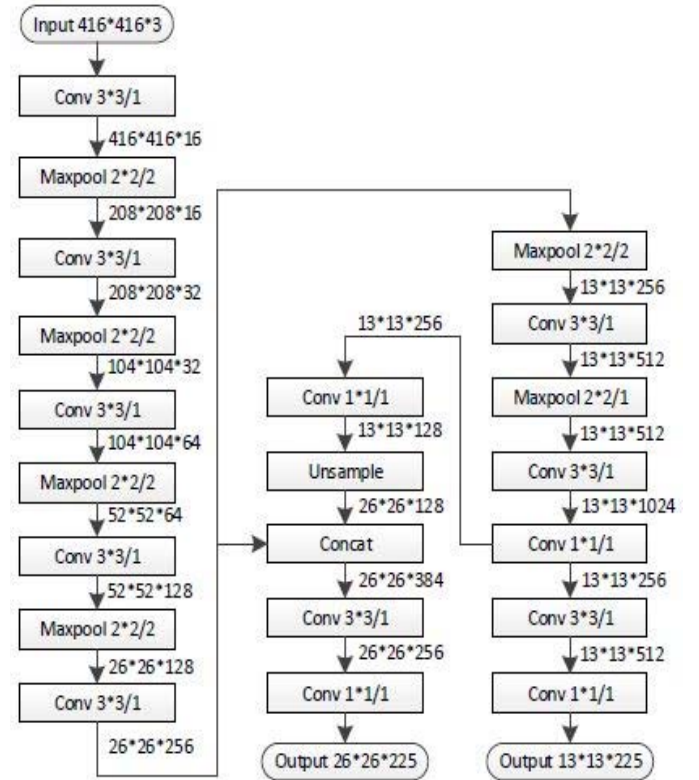 Input 416*416*3
Conv 3*3/1
416*416*16
Maxpool 2*2/2
208*208*16
Conv 3*3/1
208*208*32
Maxpool 2*2/2
104*104*32
Conv 3*3/1
104*104*64
Maxpool 2*2/2
52*52*64
Conv 3*3/1
52*52*128
Maxpool 2*2/2
26*26*128
Conv 3*3/1
26*26*256
13*13*256
Conv 1*1/1
13*13*128
Unsample
26*26*128
Concat
26*26*384
Conv 3*3/1
26*26*256
Conv 1*1/1
Output 26*26*225
Maxpool 2*2/2
13*13*256
Conv 3*3/1
13*13*512
Maxpool 2*2/1
13*13*512
Conv 3*3/1
13*13*1024
Conv 1*1/1
13*13*256
Conv 3*3/1
13*13*512
Conv 1*1/1
Output 13*13*225